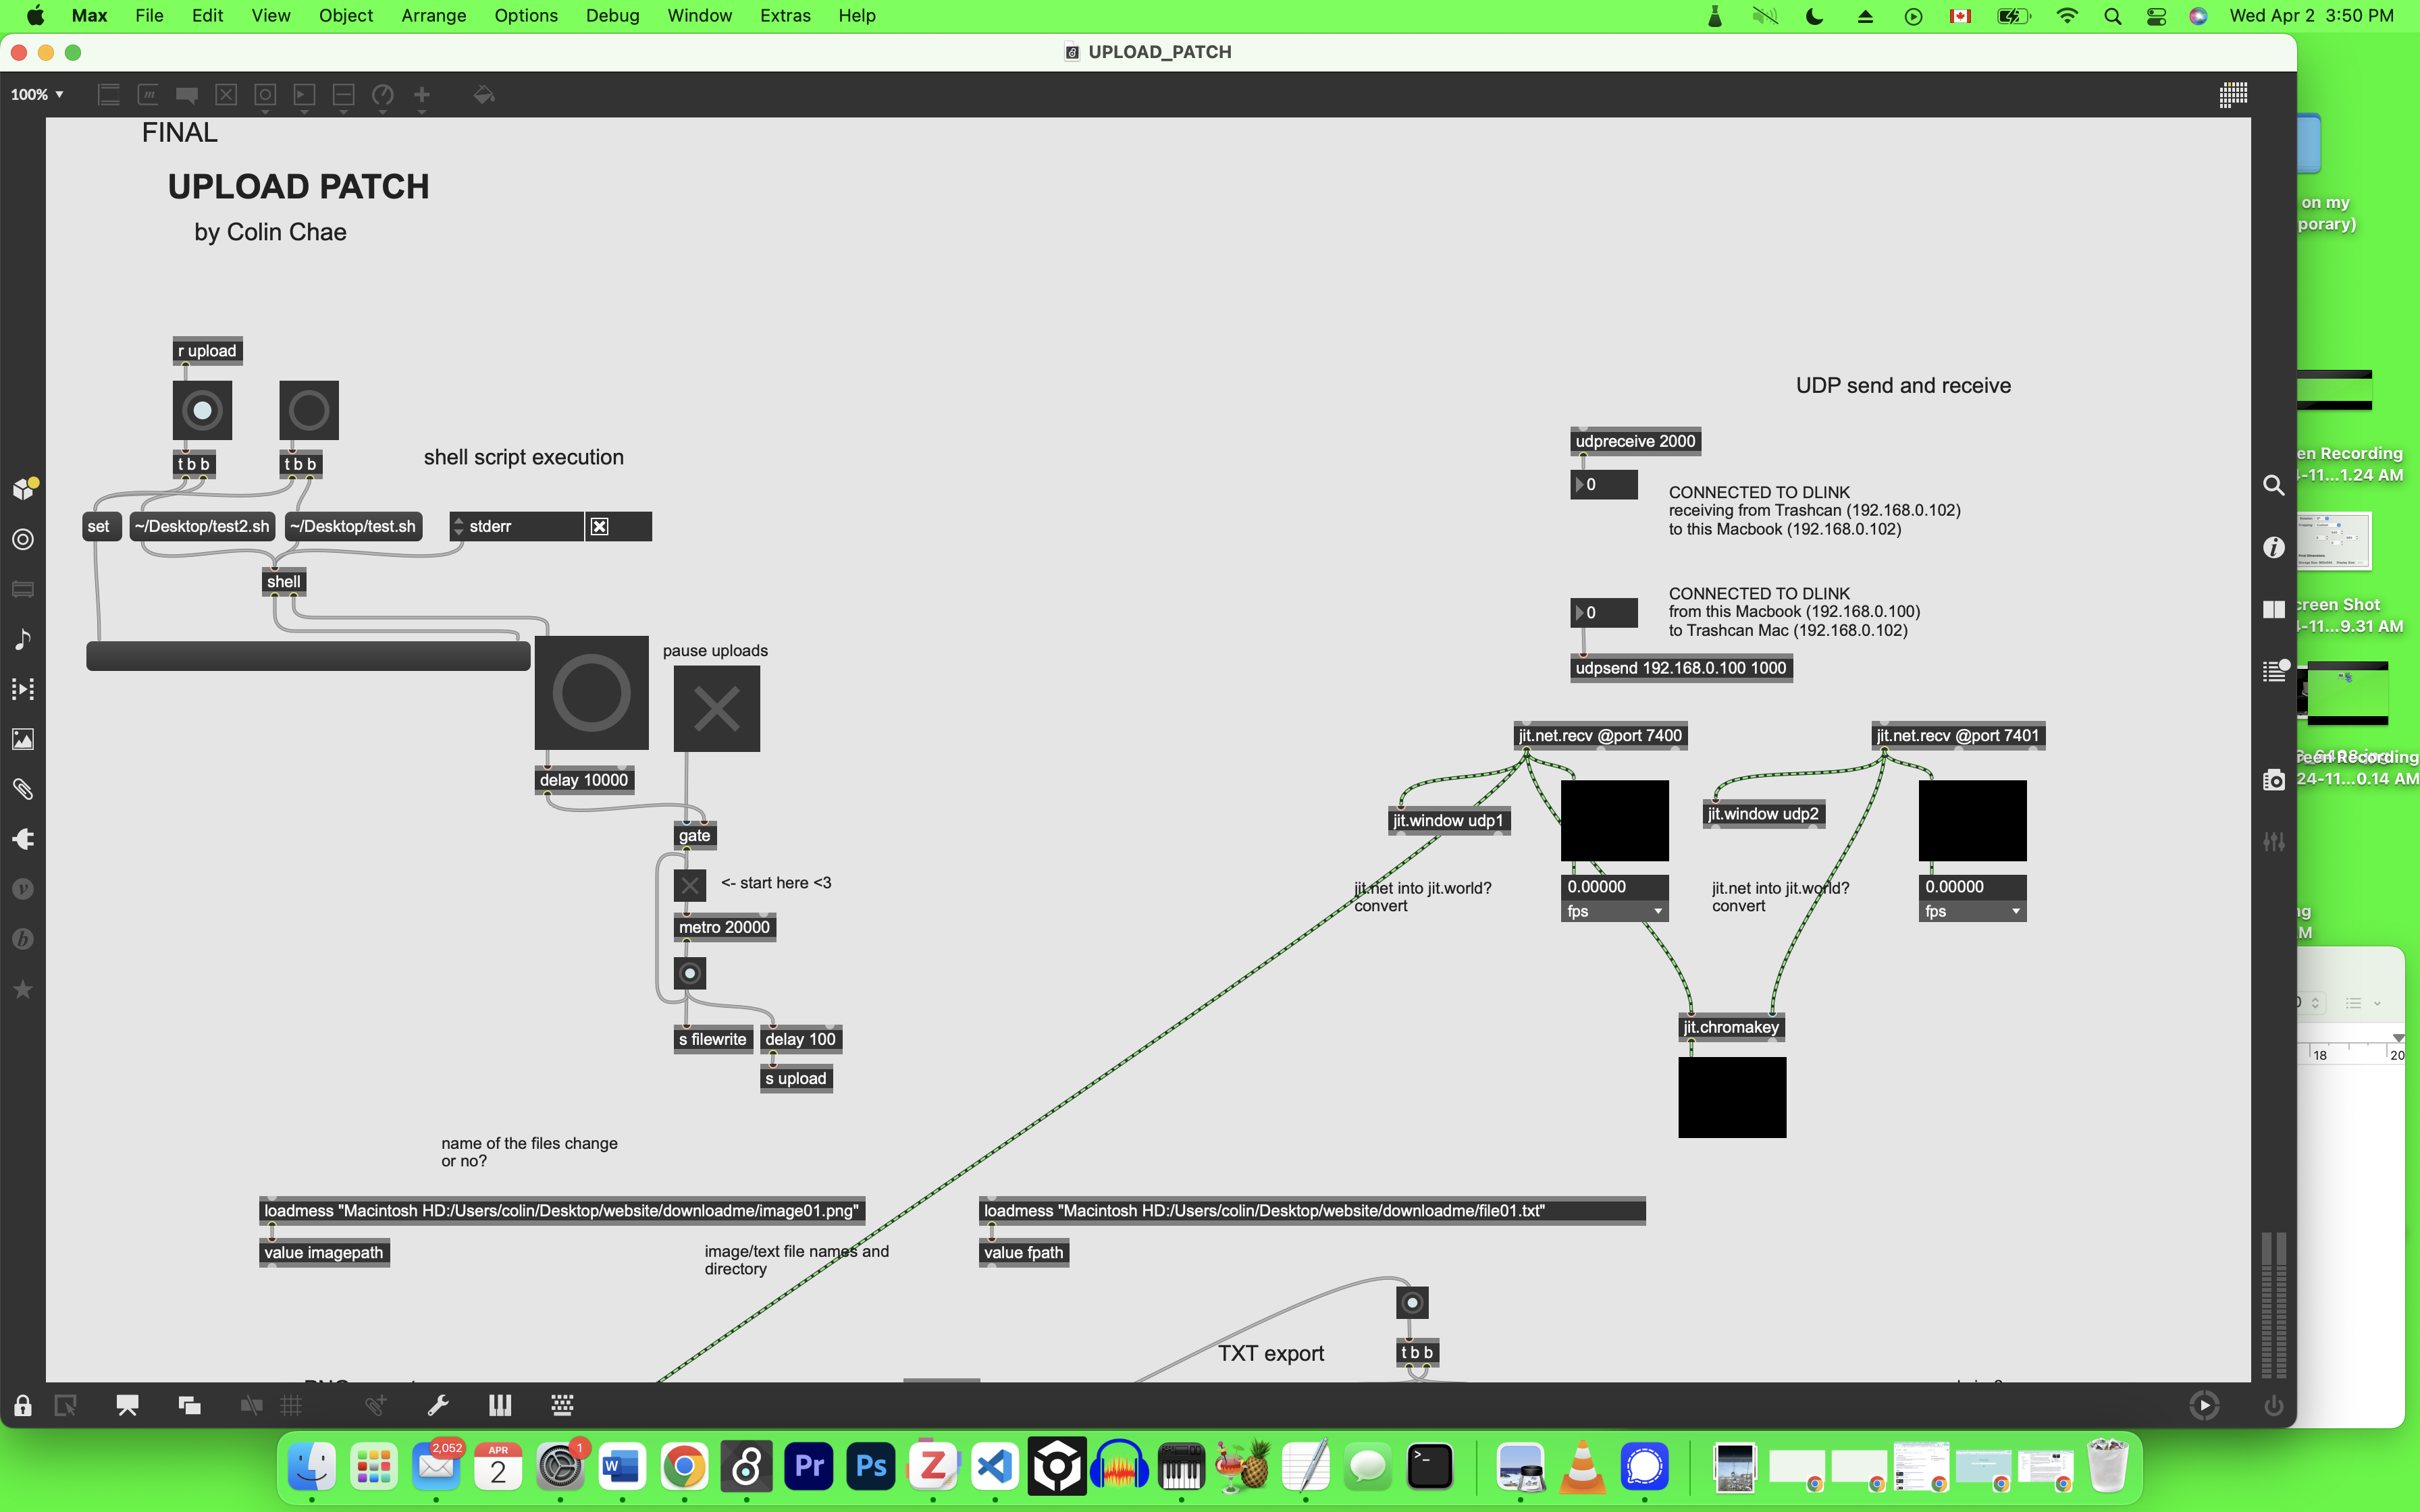 Max File Edit View Object Arrange Options Debug Window Extras Help Wed Apr 2 3:50 PM
UPLOAD_PATCH
100%
FINAL
UPLOAD PATCH
by Colin Chae
on my
porary)
r upload
UDP send and receive
t b b
t b b
shell script execution
udpreceive 2000
0
en Recording
1.24 AM
set
~/Desktop/test2.sh
~/Desktop/test.sh
stderr
CONNECTED TO DLINK
receiving from Trashcan (192.168.0.102)
to this Macbook (192.168.0.102)
shell
CONNECTED TO DLINK
from this Macbook (192.168.0.100)
to Trashcan Mac (192.168.0.102)
0
creen Shot
9.31 AM
pause uploads
udpsend 192.168.0.100 1000
jit.net.recv @port 7400
jit.net.recv @port 7401
een Recording
24-11...0.14 AM
delay 10000
jit.window udp1
jit.window udp2
gate
<- start here <3
jit.net into jit.world?
convert
0.00000
fps
jit.net into jit.world?
convert
0.00000
fps
ng
M
metro 20000
s filewrite
delay 100
jit.chromakey
18
20
s upload
name of the files change
or no?
loadmess "Macintosh HD:/Users/colin/Desktop/website/downloadme/image01.png"
loadmess "Macintosh HD:/Users/colin/Desktop/website/downloadme/file01.txt"
value imagepath
image/text file names and
directory
value fpath
TXT export
t b b
2,052
APR
2
1
W
Pr
Ps
Z